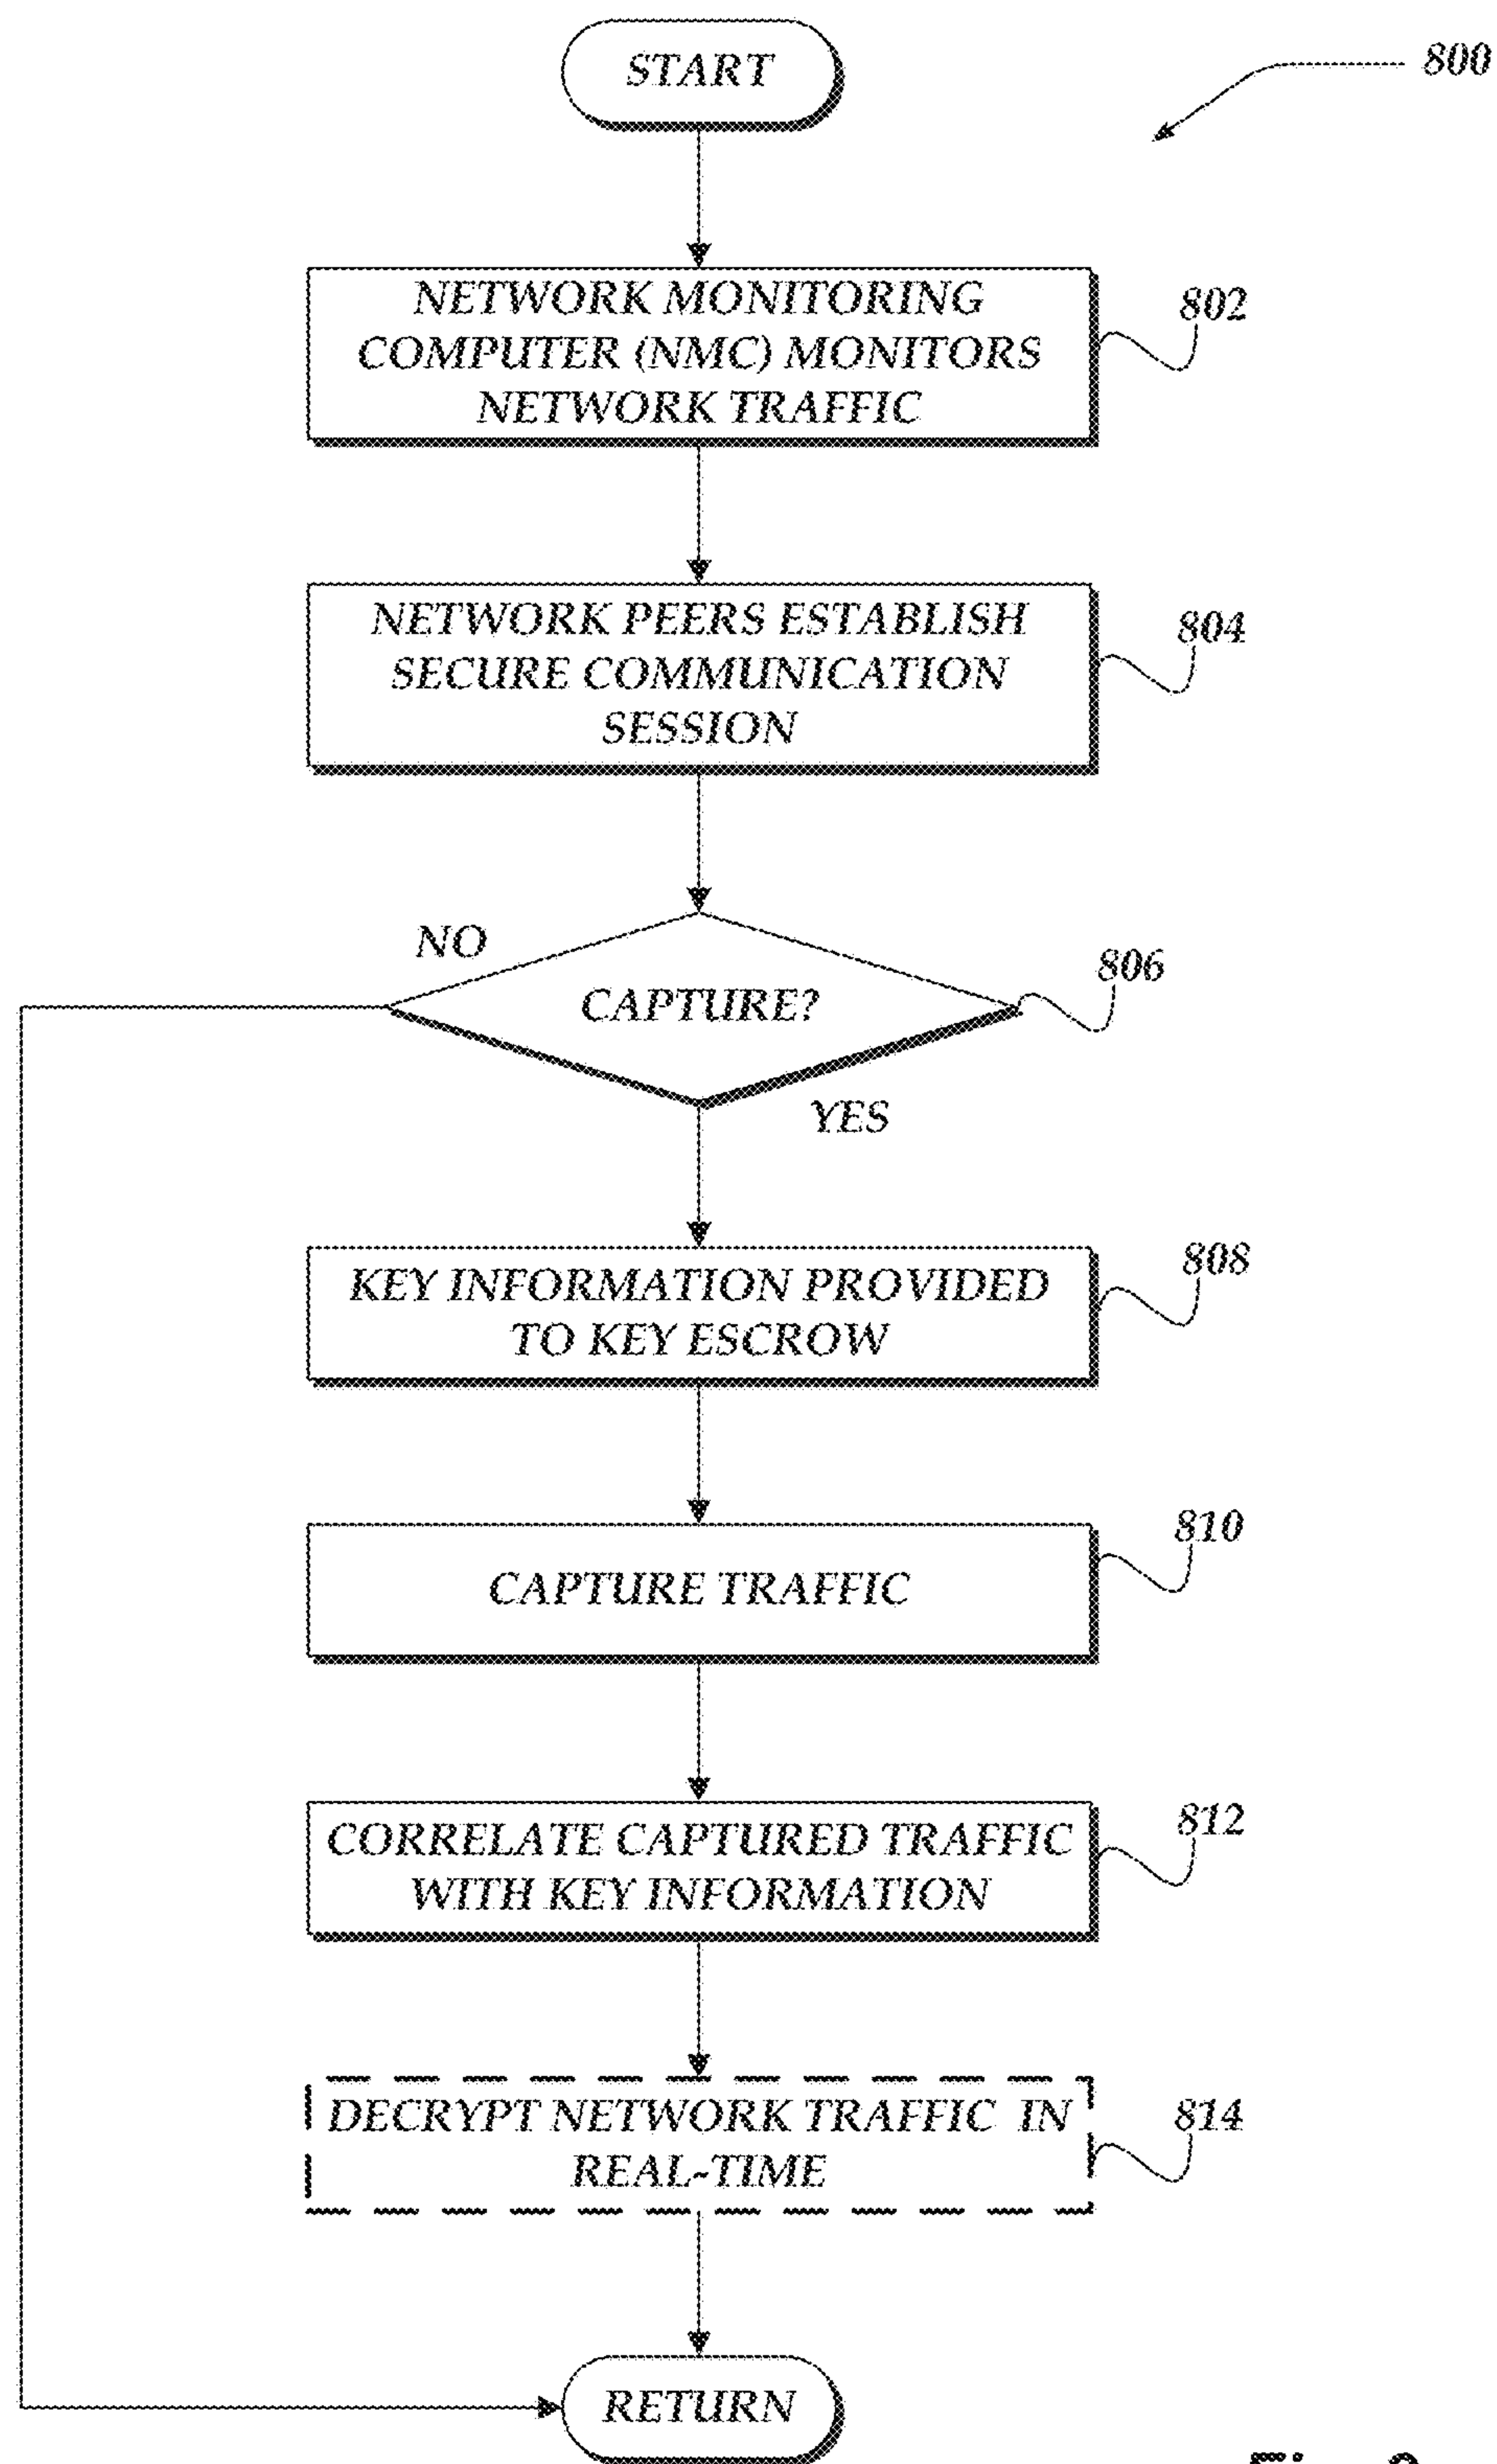 START
800
NETWORK MONITORING
COMPUTER (NMC) MONITORS
NETWORK TRAFFIC
802
NETWORK PEERS ESTABLISH
SECURE COMMUNICATION
SESSION
804
NO
CAPTURE?
806
YES
KEY INFORMATION PROVIDED
TO KEY ESCROW
808
CAPTURE TRAFFIC
810
CORRELATE CAPTURED TRAFFIC
WITH KEY INFORMATION
812
DECRYPT NETWORK TRAFFIC IN
REAL-TIME
814
RETURN